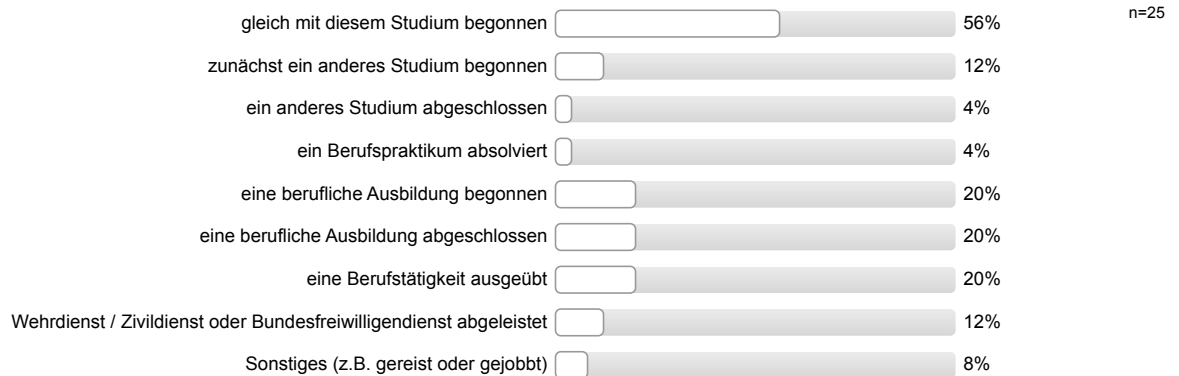 n=25
gleich mit diesem Studium begonnen 56%
zunächst ein anderes Studium begonnen 12%
ein anderes Studium abgeschlossen 4%
ein Berufspraktikum absolviert 4%
eine berufliche Ausbildung begonnen 20%
eine berufliche Ausbildung abgeschlossen 20%
eine Berufstätigkeit ausgeübt 20%
Wehrdienst / Zivildienst oder Bundesfreiwilligendienst abgeleistet 12%
Sonstiges (z.B. gereist oder gejobbt) 8%